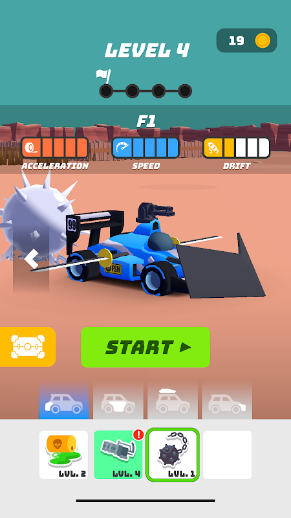 19
LEVEL 4
F1
ACCELERATION
SPEED
DRIFT
START
LVL. 2
LVL. 4
!
LVL. 1